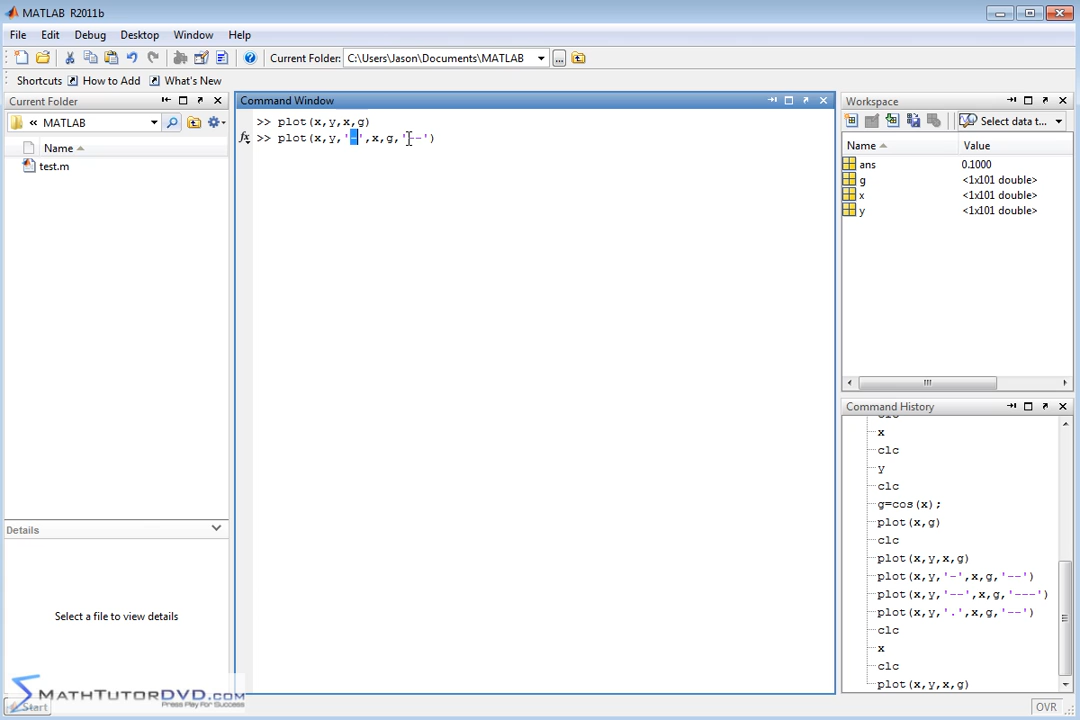 MATLAB R2011b
File Edit Debug Desktop Window Help
Current Folder: C:\Users\Jason\Documents\MATLAB ...
Shortcuts How to Add What's New
Current Folder
« MATLAB
Name
test.m
Details
Select a file to view details
Command Window
>> plot(x,y,x,g)
fx >> plot(x,y,'-',x,g,'--')
Workspace
Select data t...
Name Value
ans 0.1000
g <1x101 double>
x <1x101 double>
y <1x101 double>
Command History
clc
x
clc
y
clc
g=cos(x);
plot(x,g)
clc
plot(x,y,x,g)
plot(x,y,'-',x,g,'--')
plot(x,y,'--',x,g,'---')
plot(x,y,'.',x,g,'--')
clc
x
clc
plot(x,y,x,g)
MATHTUTORDVD.COM
Press Play For Success
Start
OVR